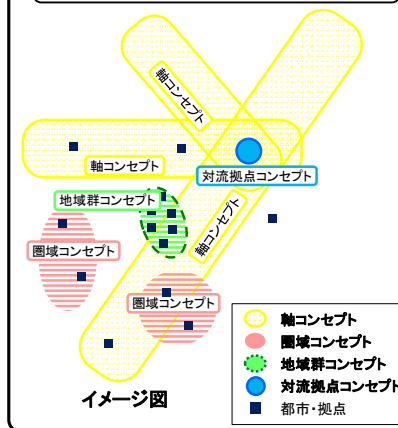 軸コンセプト
軸コンセプト
対流拠点コンセプト
地域群コンセプト
軸コンセプト
圏域コンセプト
圏域コンセプト
イメージ図
軸コンセプト
圏域コンセプト
地域群コンセプト
対流拠点コンセプト
都市・拠点